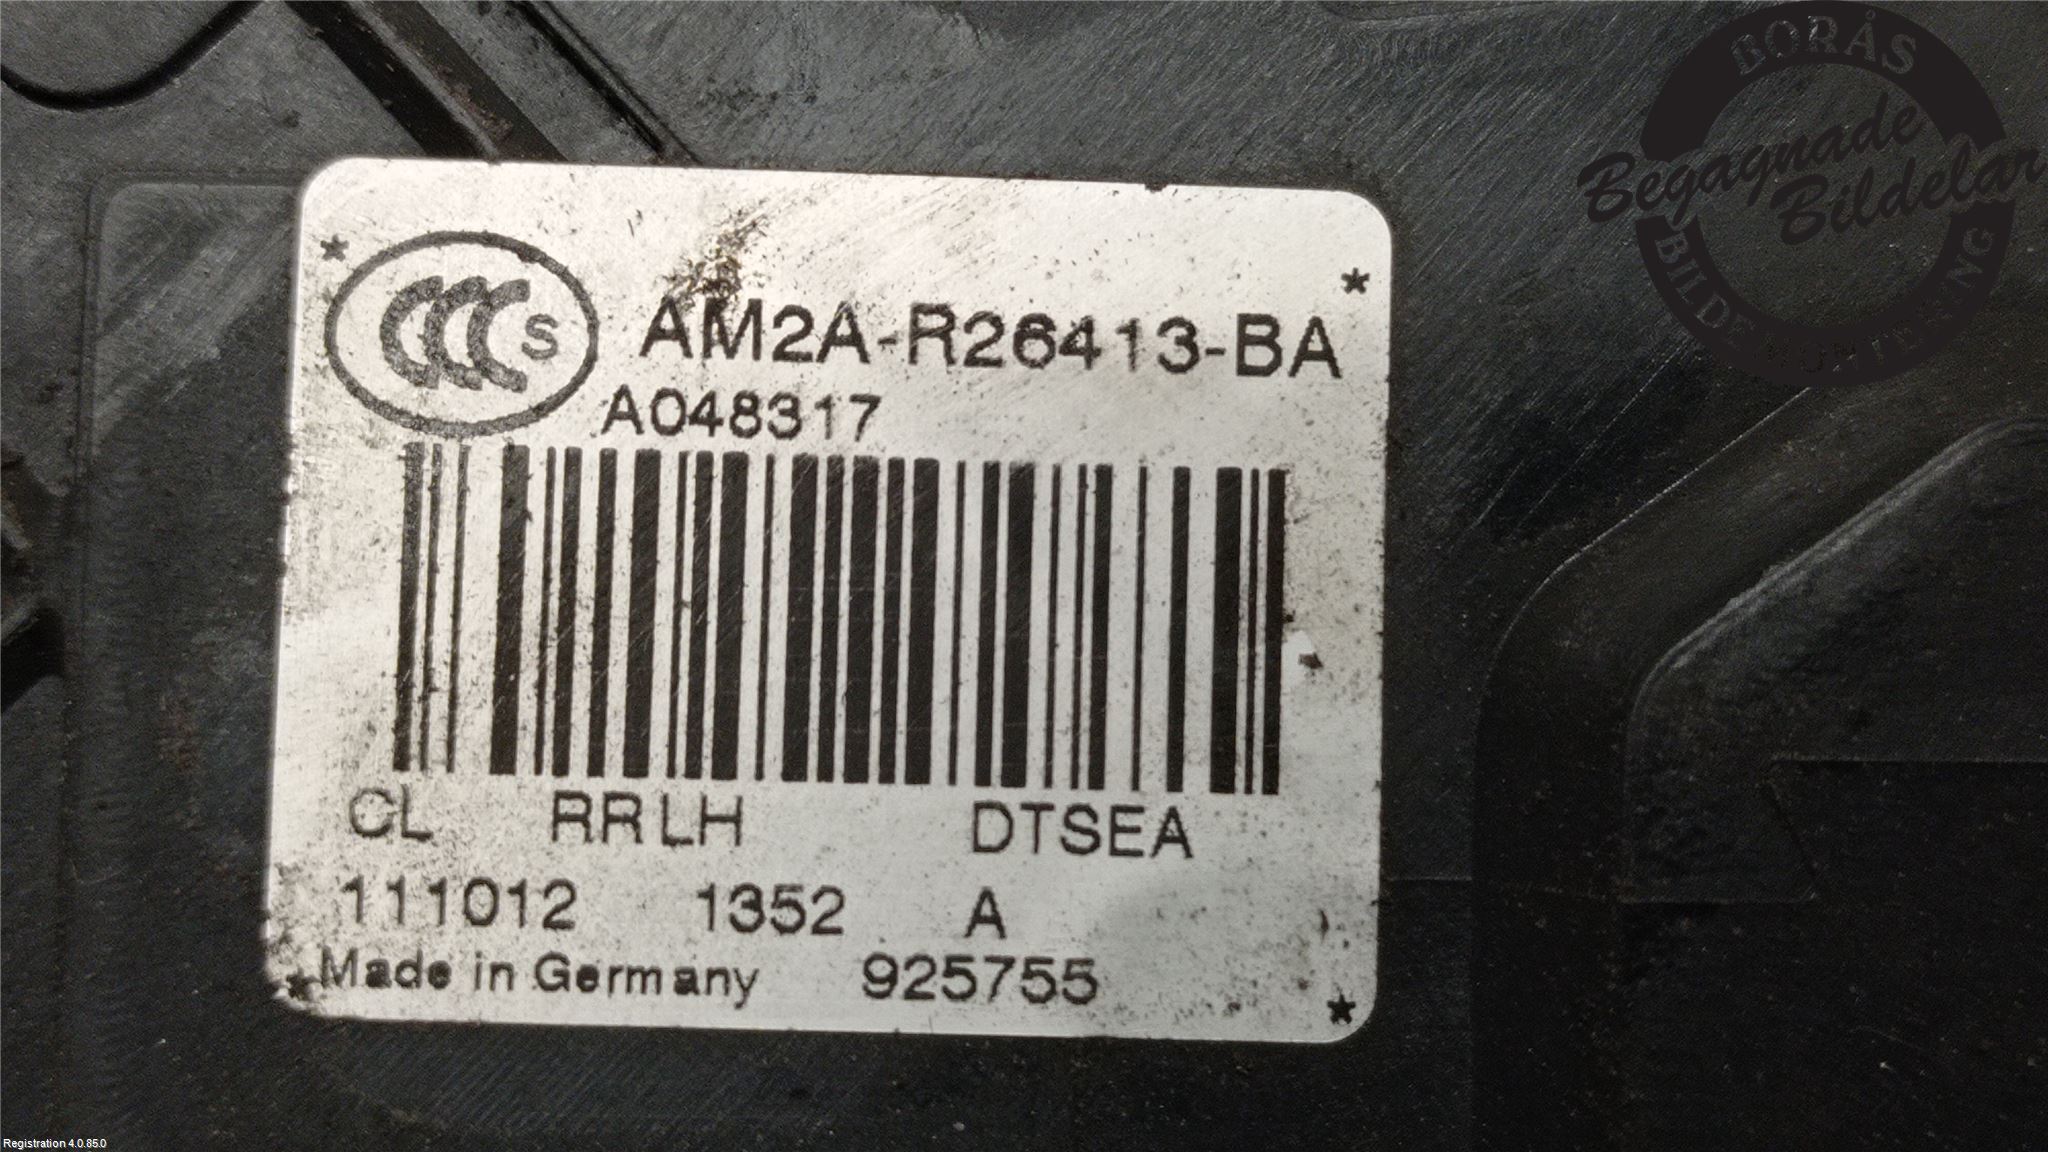 BORÅS
Begagnade
Bildelar
CCC S
AM2A-R26413-BA
A048317
CL RRLH DTSEA
111012 1352 A
Made in Germany 925755
Registration 4.0.85.0